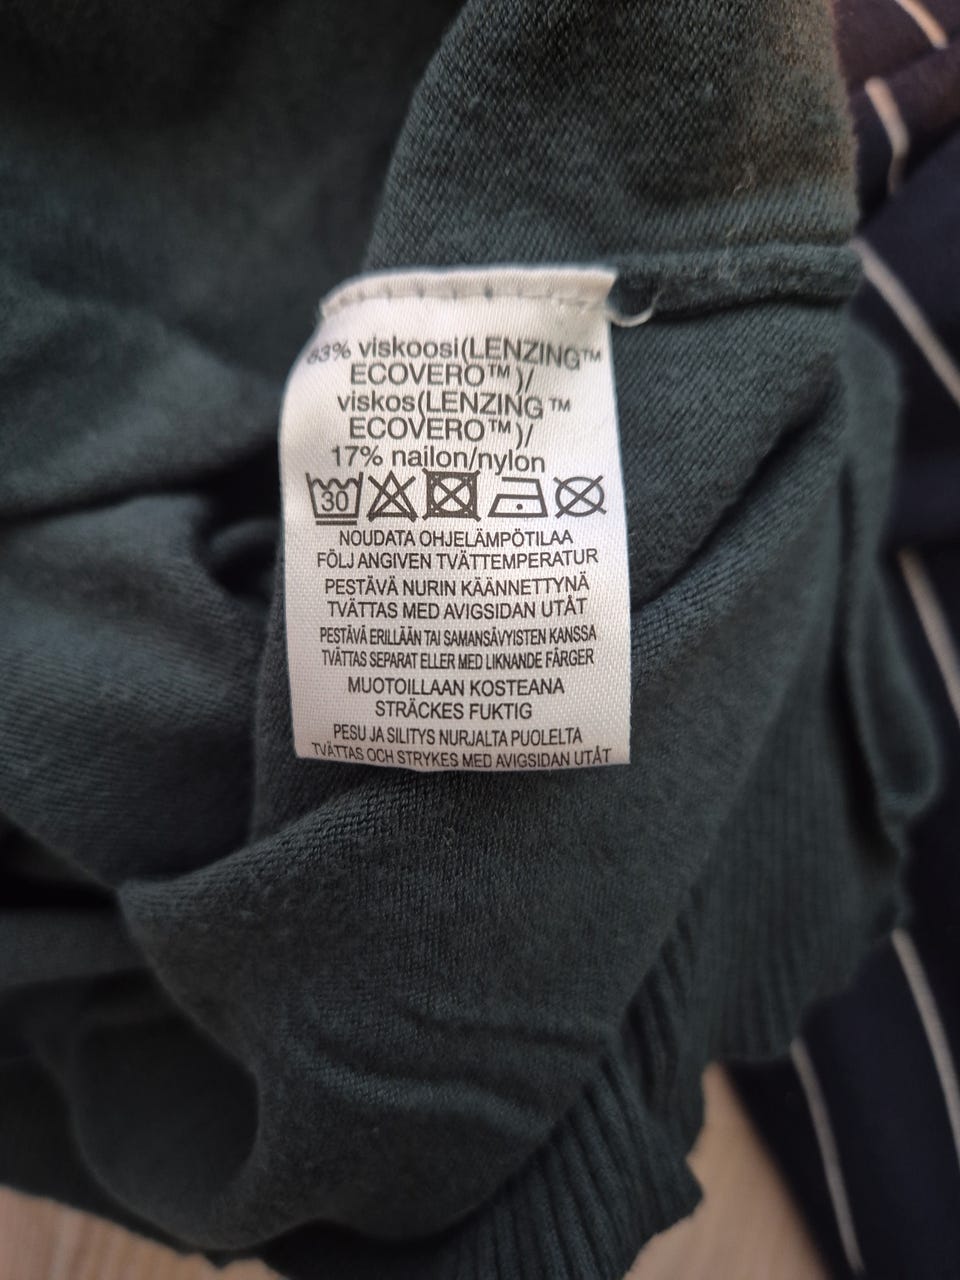 83% viskoosi(LENZING™
ECOVERO™)/
viskos(LENZING™
ECOVERO™)/
17% nailon/nylon
30
NOUDATA OHJELÄMPÖTILAA
FÖLJ ANGIVEN TVÄTTEMPERATUR
PESTÄVÄ NURIN KÄÄNNETTYNÄ
TVÄTTAS MED AVIGSIDAN UTÅT
PESTÄVÄ ERILLÄÄN TAI SAMANSÄVYISTEN KANSSA
TVÄTTAS SEPARAT ELLER MED LIKNANDE FÄRGER
MUOTOILLAAN KOSTEANA
STRÄCKES FUKTIG
PESU JA SILITYS NURJALTA PUOLELTA
TVÄTTAS OCH STRYKES MED AVIGSIDAN UTÅT